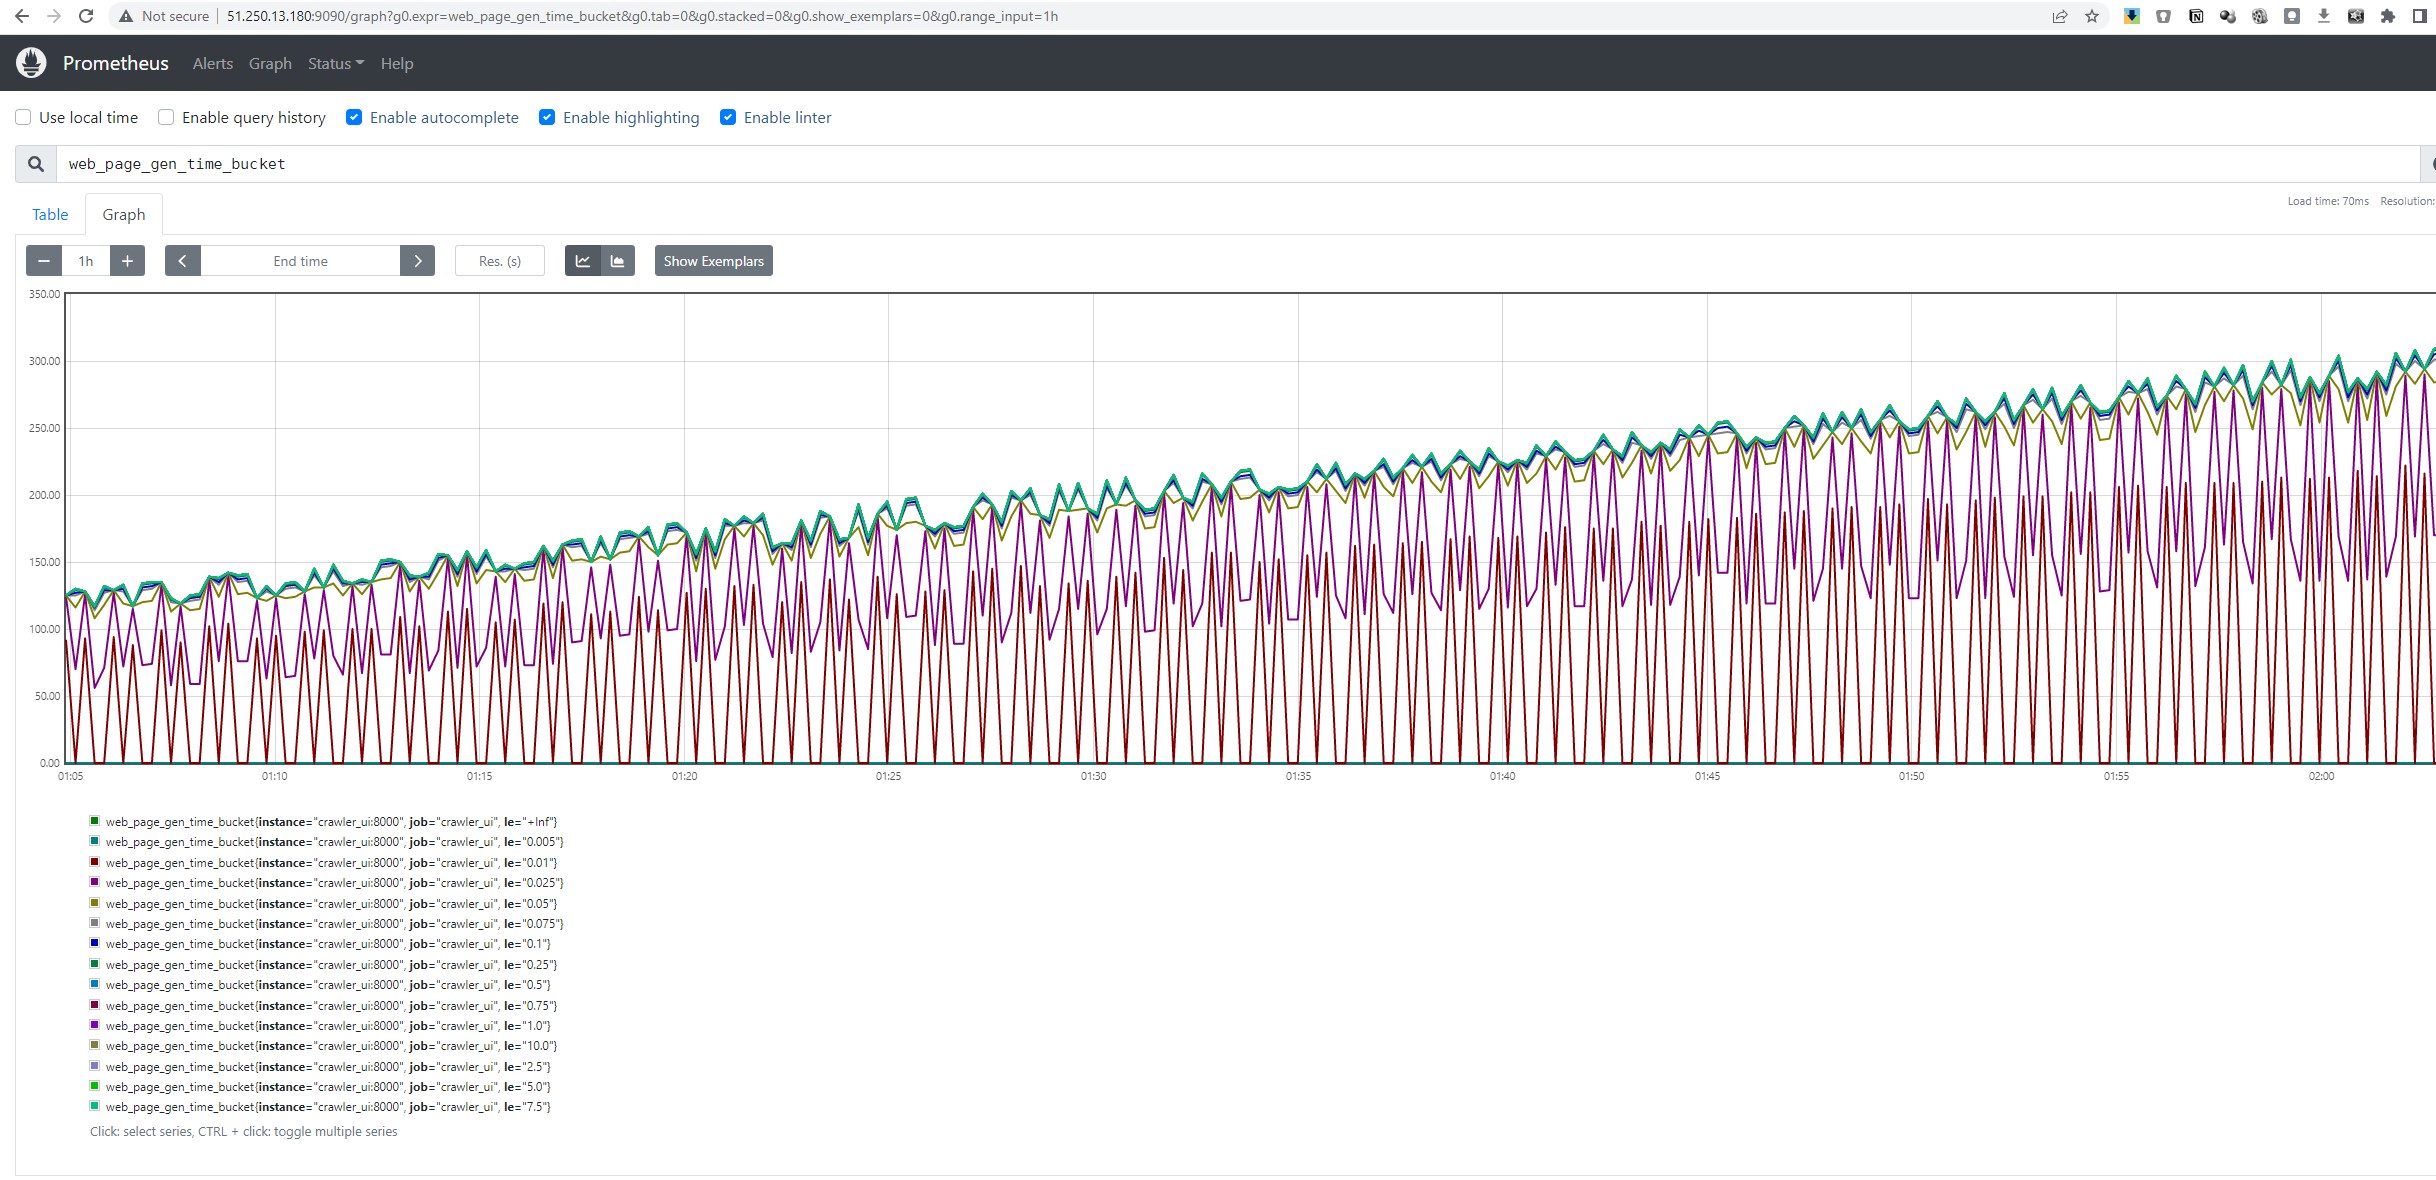 Not secure | 51.250.13.180:9090/graph?g0.expr=web_page_gen_time_bucket&g0.tab=0&g0.stacked=0&g0.show_exemplars=0&g0.range_input=1h
Prometheus Alerts Graph Status Help
Use local time Enable query history Enable autocomplete Enable highlighting Enable linter
web_page_gen_time_bucket
Table Graph
Load time: 70ms Resolution:
1h End time Res. (s) Show Exemplars
350.00
300.00
250.00
200.00
150.00
100.00
50.00
0.00
01:05 01:10 01:15 01:20 01:25 01:30 01:35 01:40 01:45 01:50 01:55 02:00
web_page_gen_time_bucket{instance="crawler_ui:8000", job="crawler_ui", le="+Inf"}
web_page_gen_time_bucket{instance="crawler_ui:8000", job="crawler_ui", le="0.005"}
web_page_gen_time_bucket{instance="crawler_ui:8000", job="crawler_ui", le="0.01"}
web_page_gen_time_bucket{instance="crawler_ui:8000", job="crawler_ui", le="0.025"}
web_page_gen_time_bucket{instance="crawler_ui:8000", job="crawler_ui", le="0.05"}
web_page_gen_time_bucket{instance="crawler_ui:8000", job="crawler_ui", le="0.075"}
web_page_gen_time_bucket{instance="crawler_ui:8000", job="crawler_ui", le="0.1"}
web_page_gen_time_bucket{instance="crawler_ui:8000", job="crawler_ui", le="0.25"}
web_page_gen_time_bucket{instance="crawler_ui:8000", job="crawler_ui", le="0.5"}
web_page_gen_time_bucket{instance="crawler_ui:8000", job="crawler_ui", le="0.75"}
web_page_gen_time_bucket{instance="crawler_ui:8000", job="crawler_ui", le="1.0"}
web_page_gen_time_bucket{instance="crawler_ui:8000", job="crawler_ui", le="10.0"}
web_page_gen_time_bucket{instance="crawler_ui:8000", job="crawler_ui", le="2.5"}
web_page_gen_time_bucket{instance="crawler_ui:8000", job="crawler_ui", le="5.0"}
web_page_gen_time_bucket{instance="crawler_ui:8000", job="crawler_ui", le="7.5"}
Click: select series, CTRL + click: toggle multiple series